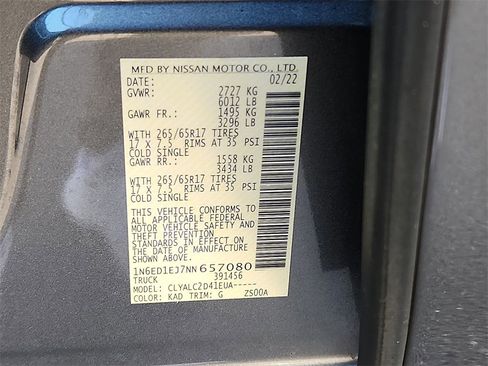 MFD BY NISSAN MOTOR CO., LTD.
DATE: 02/22
GVWR: 2727 KG
6012 LB
GAWR FR.: 1495 KG
3296 LB
WITH 265/65R17 TIRES
17 X 7.5 RIMS AT 35 PSI
COLD SINGLE
GAWR RR.: 1558 KG
3434 LB
WITH 265/65R17 TIRES
17 X 7.5 RIMS AT 35 PSI
COLD SINGLE
THIS VEHICLE CONFORMS TO
ALL APPLICABLE FEDERAL
MOTOR VEHICLE SAFETY
AND THEFT PREVENTION
STANDARDS IN EFFECT ON
THE DATE OF MANUFACTURE
SHOWN ABOVE.
1N6ED1EJ7NN657080
TRUCK 391456
MODEL: CLYALCZD41EUA-----
COLOR: KAD TRIM: G ZS00A